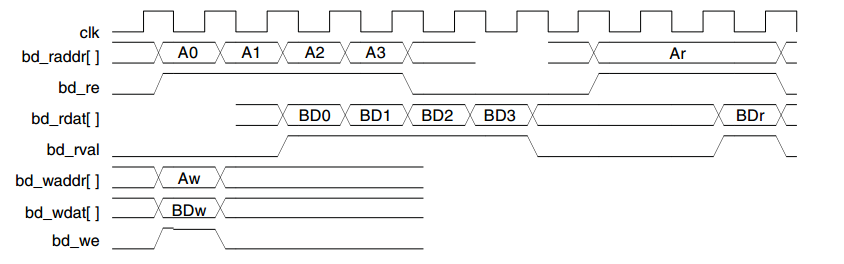 clk
bd_raddr[ ] A0 A1 A2 A3 Ar
bd_re
bd_rdat[ ] BD0 BD1 BD2 BD3 BDr
bd_rval
bd_waddr[ ] Aw
bd_wdat[ ] BDw
bd_we